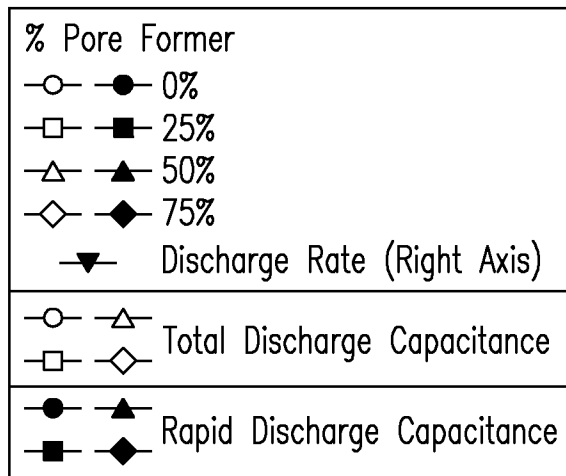 % Pore Former
0%
25%
50%
75%
Discharge Rate (Right Axis)
Total Discharge Capacitance
Rapid Discharge Capacitance